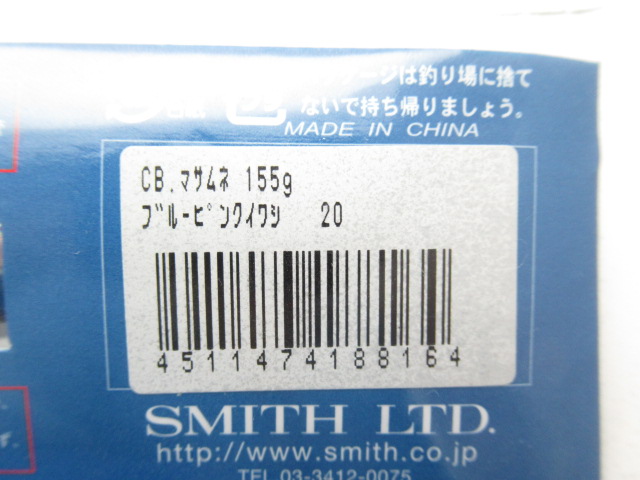 ージは釣り場に捨て
ないで持ち帰りましょう。
MADE IN CHINA
CB.ﾏｻﾑﾈ 155g
ﾌﾞﾙｰﾋﾟﾝｸｲﾜｼ 20
4511474188164
SMITH LTD.
http://www.smith.co.jp
TEL 03-3412-0075